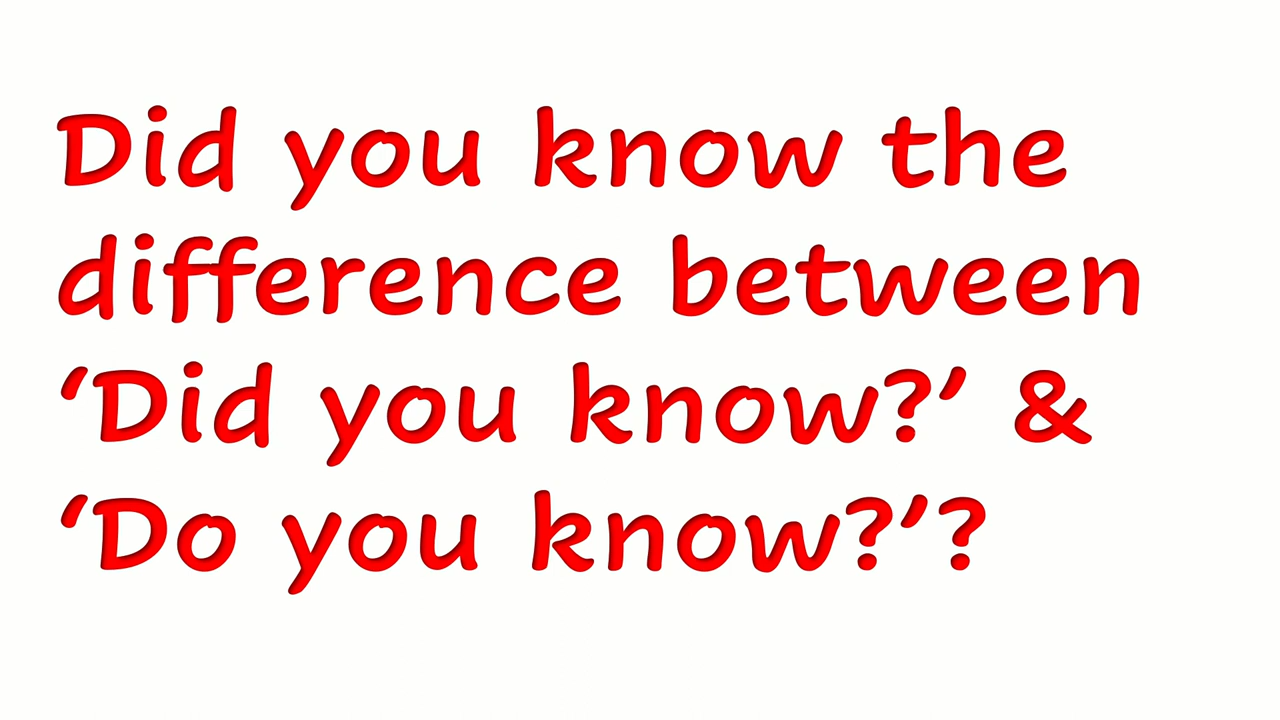 Did you know the
difference between
‘Did you know?’ &
‘Do you know?’?